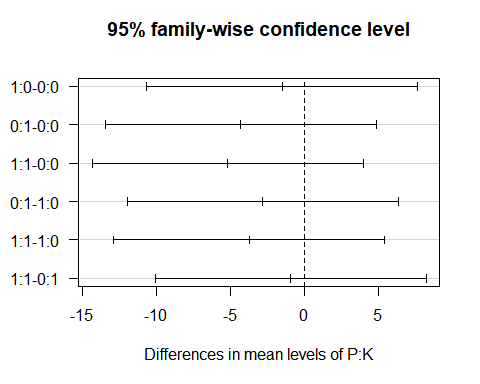 95% family-wise confidence level
1:0-0:0
0:1-0:0
1:1-0:0
0:1-1:0
1:1-1:0
1:1-0:1
-15 -10 -5 0 5
Differences in mean levels of P:K